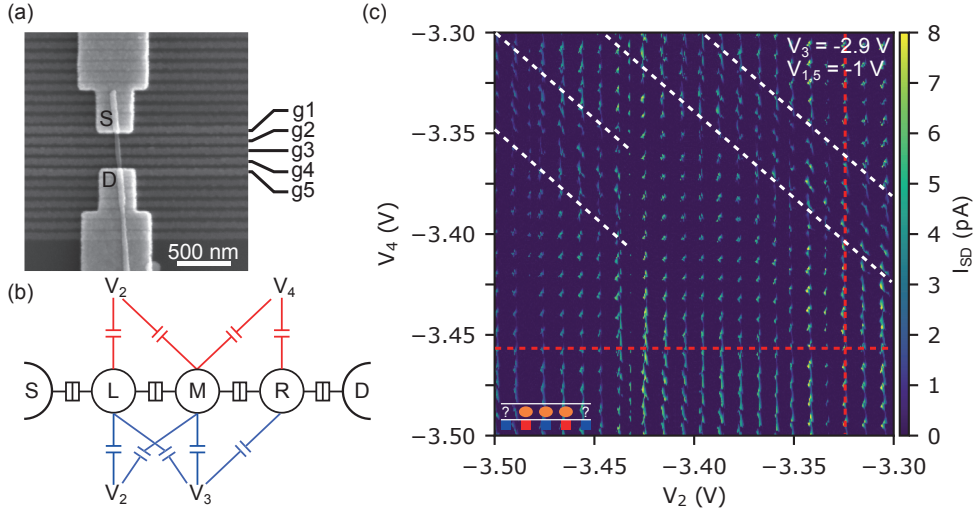 (a)
S
D
g1
g2
g3
g4
g5
500 nm
(b)
V2
V4
S
L
M
R
D
V2
V3
(c)
V3 = -2.9 V
V1,5 = -1 V
−3.30
−3.35
−3.40
−3.45
−3.50
V4 (V)
? ?
−3.50 −3.45 −3.40 −3.35 −3.30
V2 (V)
8
7
6
5
4
3
2
1
0
ISD (pA)